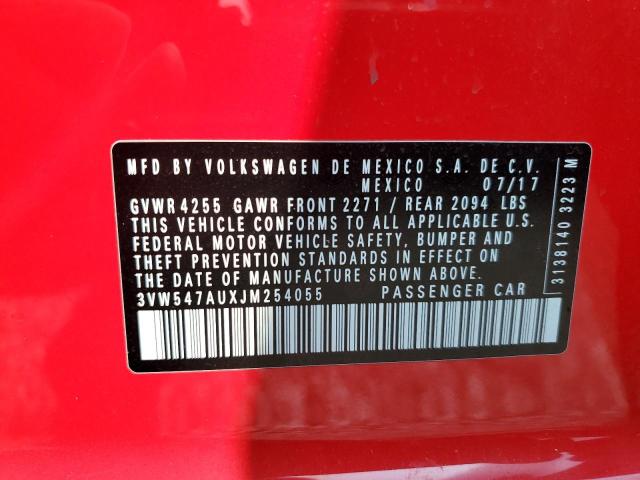 MFD BY VOLKSWAGEN DE MEXICO S.A. DE C.V.
MEXICO 07/17
GVWR 4255 GAWR FRONT 2271 / REAR 2094 LBS
THIS VEHICLE CONFORMS TO ALL APPLICABLE U.S.
FEDERAL MOTOR VEHICLE SAFETY, BUMPER AND
THEFT PREVENTION STANDARDS IN EFFECT ON
THE DATE OF MANUFACTURE SHOWN ABOVE.
3VW547AUXJM254055 PASSENGER CAR
3138140 3223 M